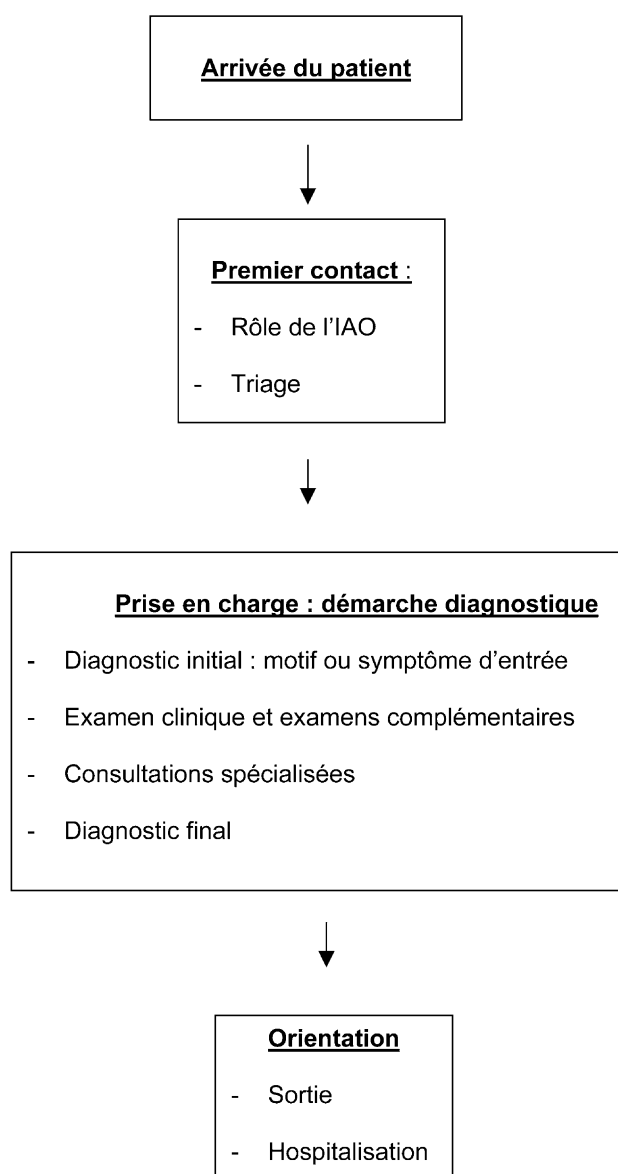 Arrivée du patient
Premier contact :
- Rôle de l’IAO
- Triage
Prise en charge : démarche diagnostique
- Diagnostic initial : motif ou symptôme d’entrée
- Examen clinique et examens complémentaires
- Consultations spécialisées
- Diagnostic final
Orientation
- Sortie
- Hospitalisation